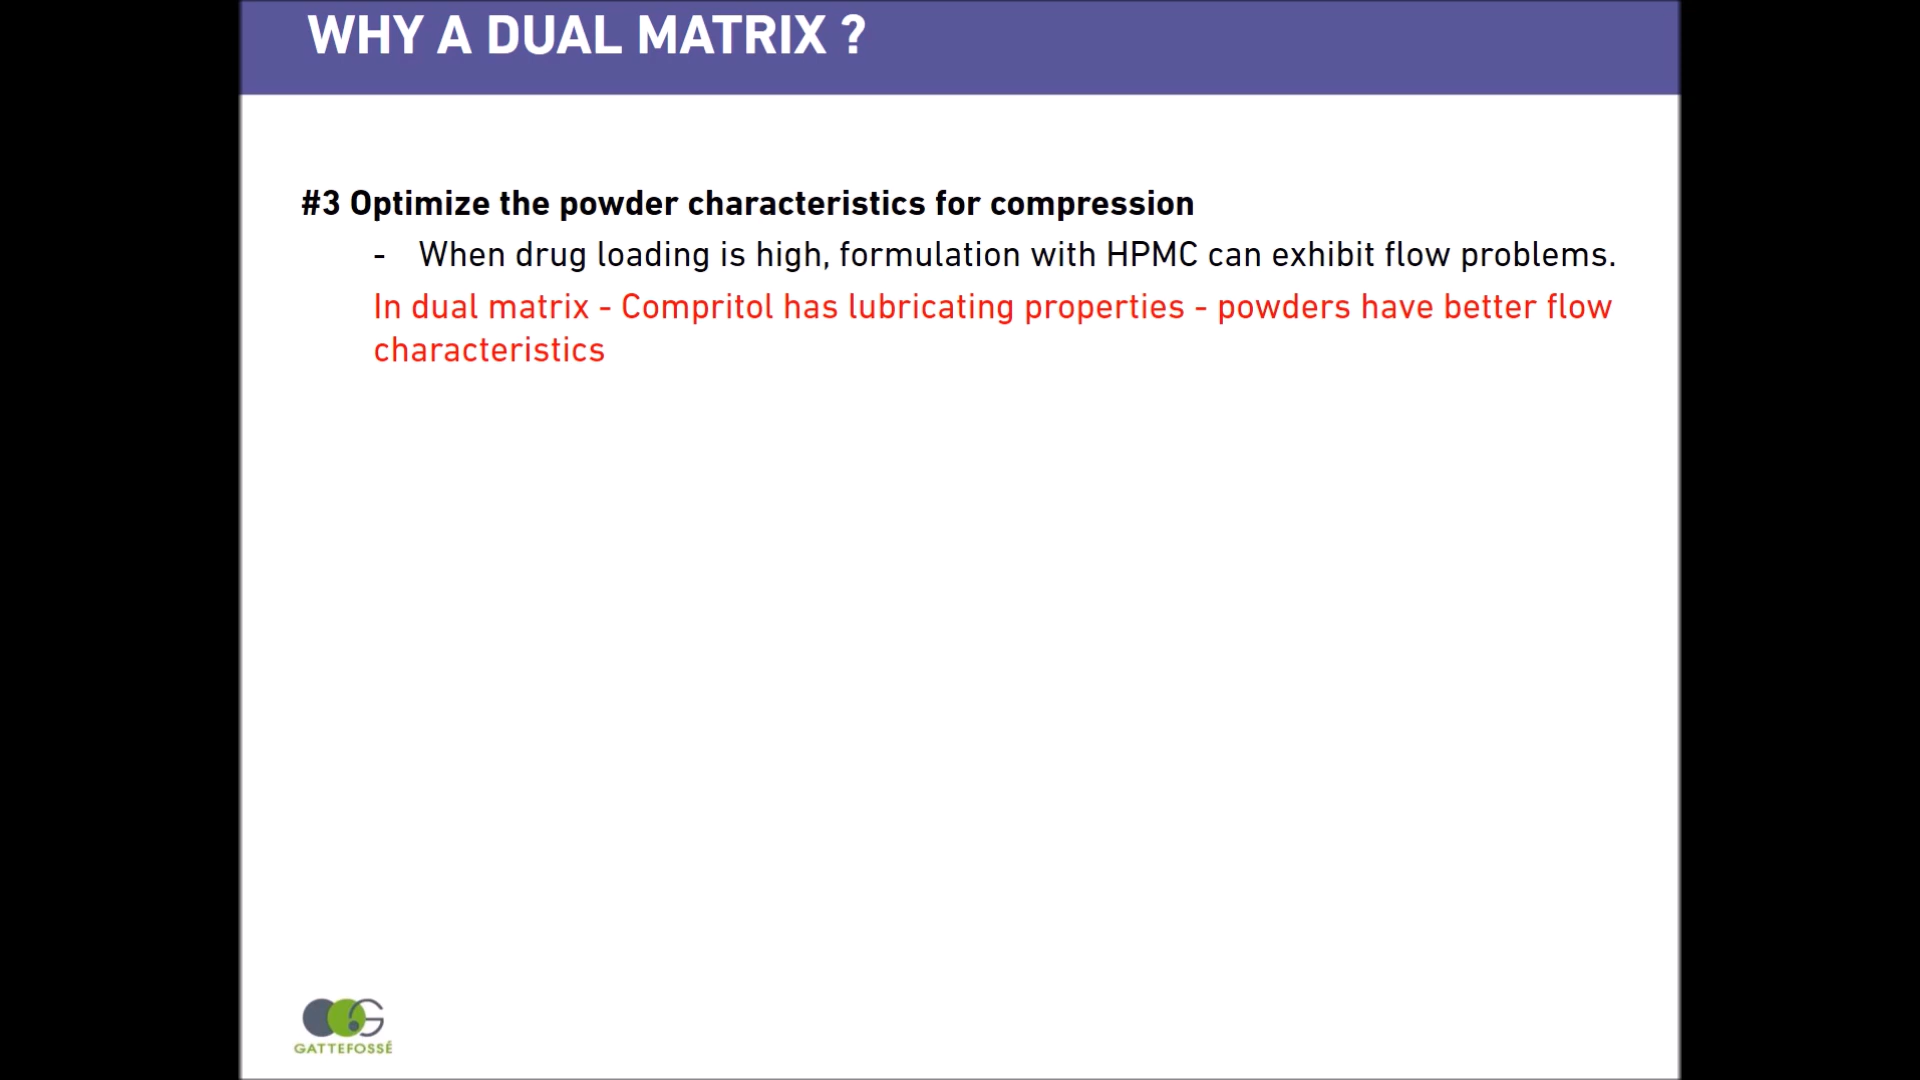 WHY A DUAL MATRIX ?
#3 Optimize the powder characteristics for compression
- When drug loading is high, formulation with HPMC can exhibit flow problems.
In dual matrix - Compritol has lubricating properties - powders have better flow
characteristics
GATTEFOSSÉ